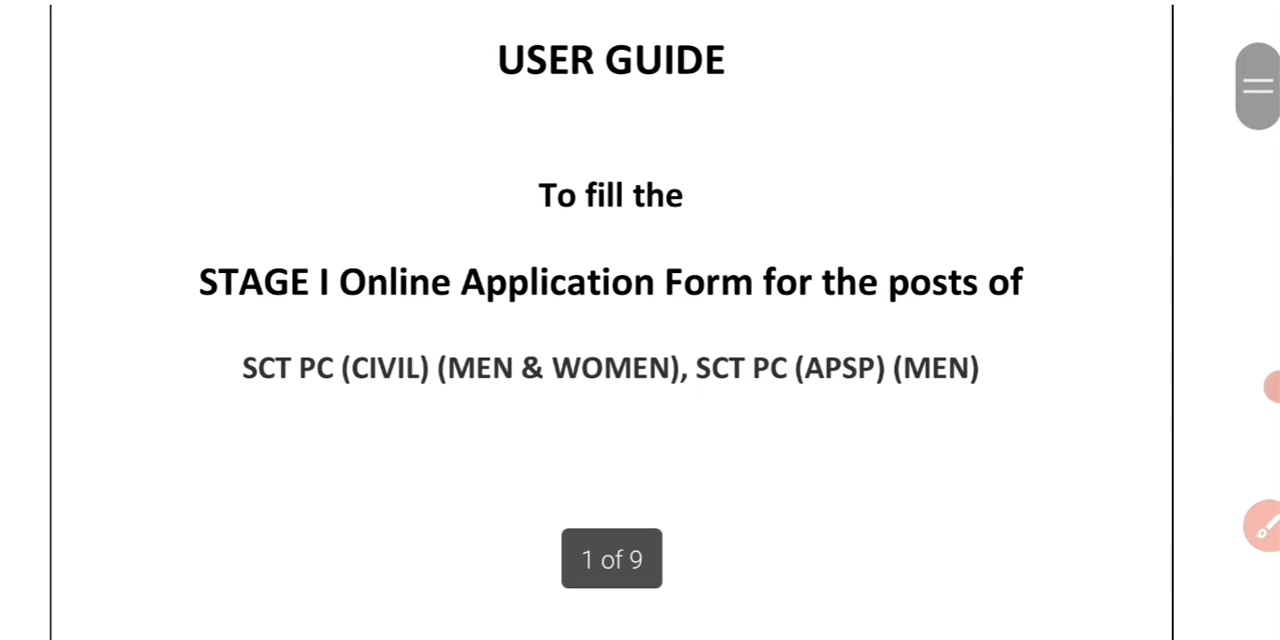 USER GUIDE
To fill the
STAGE I Online Application Form for the posts of
SCT PC (CIVIL) (MEN & WOMEN), SCT PC (APSP) (MEN)
1 of 9